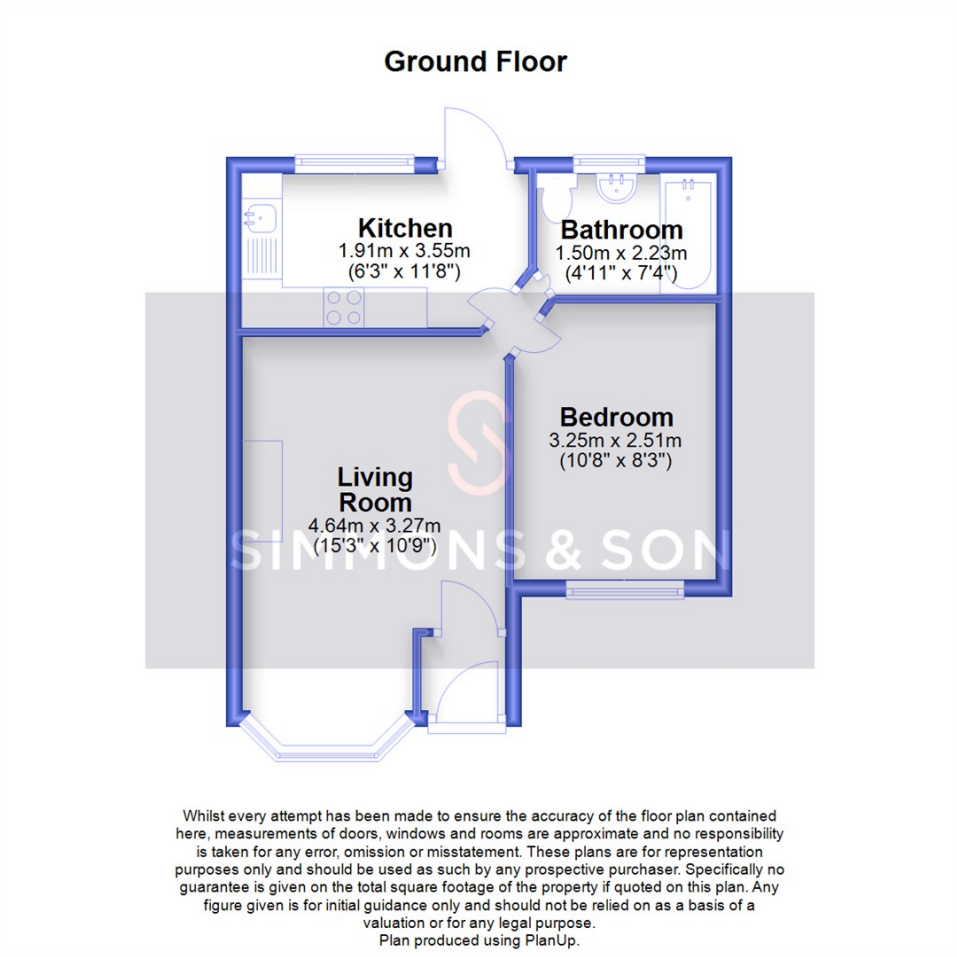 Ground Floor
Kitchen
1.91m x 3.55m
(6'3" x 11'8")
Bathroom
1.50m x 2.23m
(4'11" x 7'4")
Bedroom
3.25m x 2.51m
(10'8" x 8'3")
Living
Room
4.64m x 3.27m
(15'3" x 10'9")
SIMMONS & SON
Whilst every attempt has been made to ensure the accuracy of the floor plan contained
here, measurements of doors, windows and rooms are approximate and no responsibility
is taken for any error, omission or misstatement. These plans are for representation
purposes only and should be used as such by any prospective purchaser. Specifically no
guarantee is given on the total square footage of the property if quoted on this plan. Any
figure given is for initial guidance only and should not be relied on as a basis of a
valuation or for any legal purpose.
Plan produced using PlanUp.